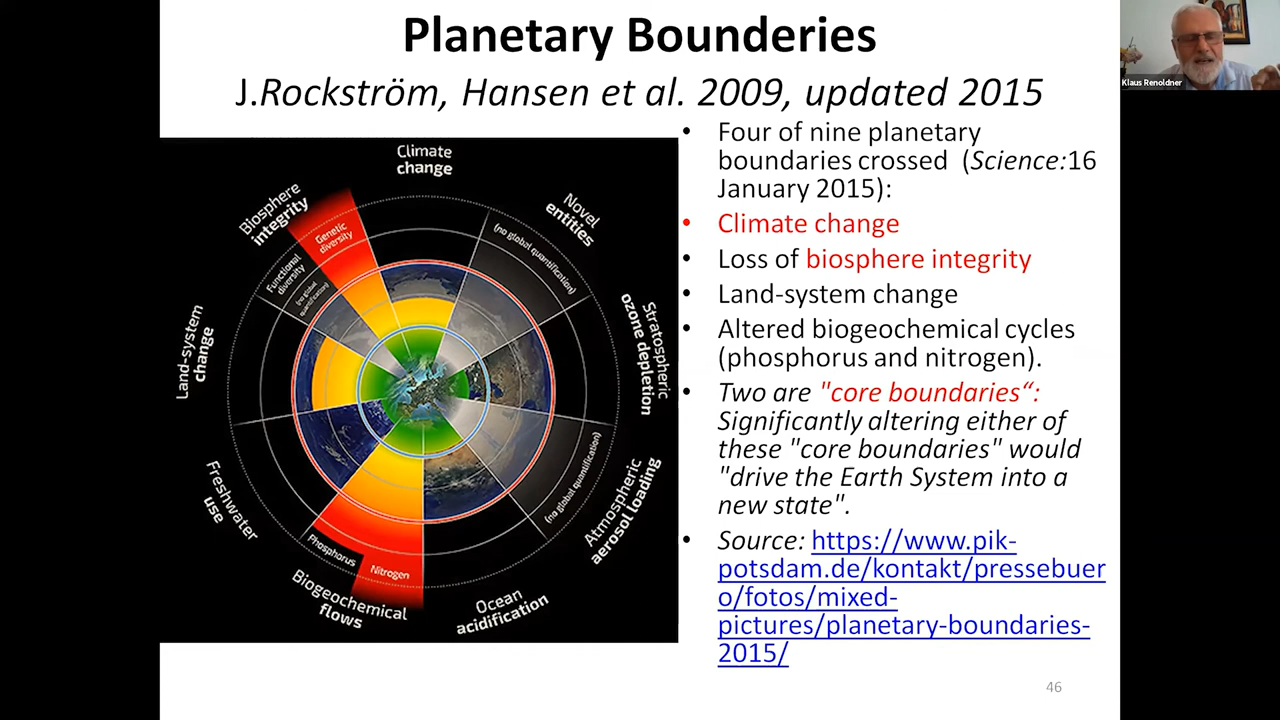 Planetary Bounderies
J.Rockström, Hansen et al. 2009, updated 2015
Klaus Renoldner
Climate
change
Novel
entities
(no global quantification)
Stratospheric
ozone depletion
Atmospheric
aerosol loading
(no global quantification)
Ocean
acidification
Biogeochemical
flows
Phosphorus
Nitrogen
Freshwater
use
Land-system
change
Biosphere
integrity
Functional
diversity
(no global
quantification)
Genetic
diversity
• Four of nine planetary
boundaries crossed (Science:16
January 2015):
• Climate change
• Loss of biosphere integrity
• Land-system change
• Altered biogeochemical cycles
(phosphorus and nitrogen).
• Two are "core boundaries“:
Significantly altering either of
these "core boundaries" would
"drive the Earth System into a
new state".
• Source: https://www.pik-
potsdam.de/kontakt/pressebuer
o/fotos/mixed-
pictures/planetary-boundaries-
2015/
46